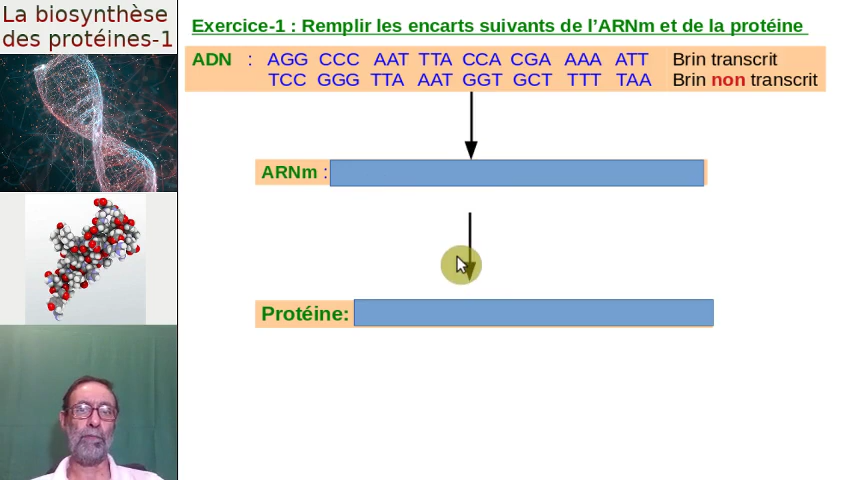 La biosynthèse
des protéines-1
Exercice-1 : Remplir les encarts suivants de l’ARNm et de la protéine
ADN : AGG CCC AAT TTA CCA CGA AAA ATT Brin transcrit
TCC GGG TTA AAT GGT GCT TTT TAA Brin non transcrit
ARNm :
Protéine: